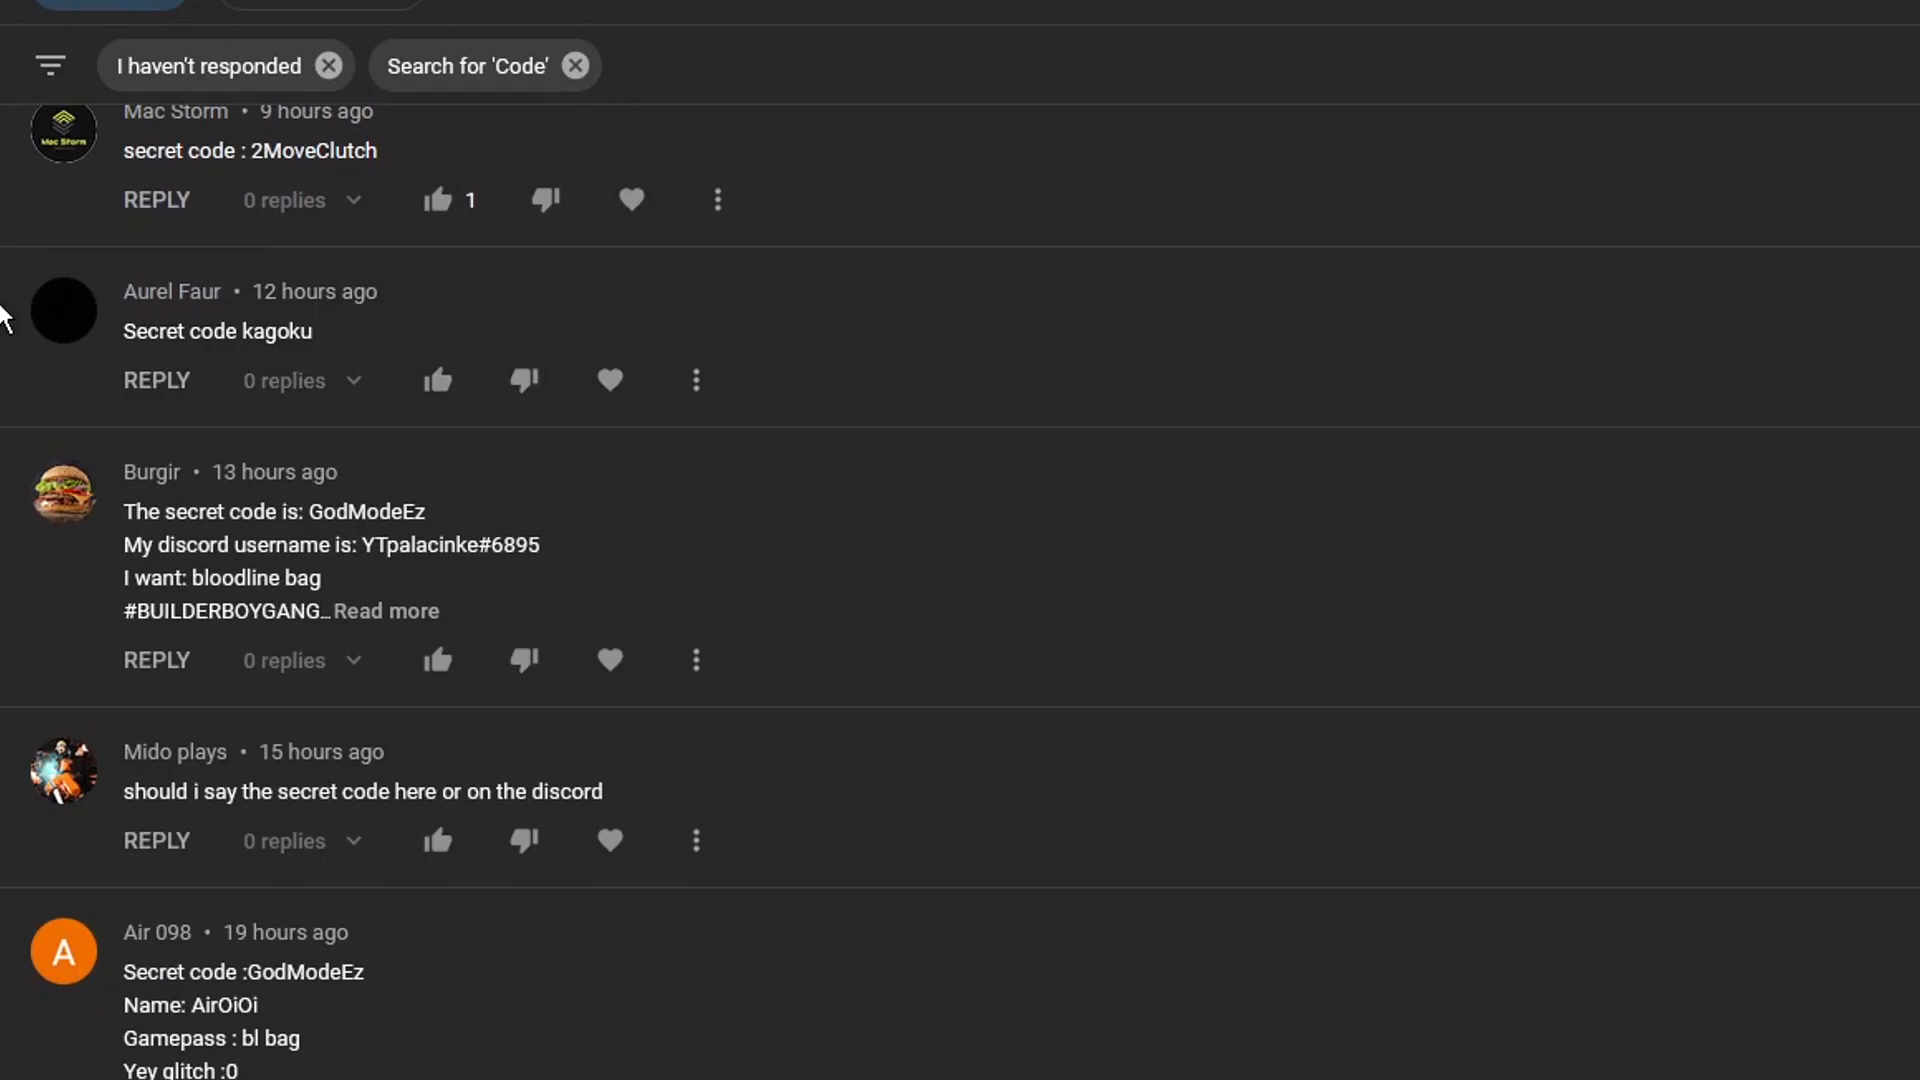 I haven't responded
Search for 'Code'
Mac Storm • 9 hours ago
Mac Storm
secret code : 2MoveClutch
REPLY 0 replies 1
Aurel Faur • 12 hours ago
Secret code kagoku
REPLY 0 replies
Burgir • 13 hours ago
The secret code is: GodModeEz
My discord username is: YTpalacinke#6895
I want: bloodline bag
#BUILDERBOYGANG…Read more
REPLY 0 replies
Mido plays • 15 hours ago
should i say the secret code here or on the discord
REPLY 0 replies
A
Air 098 • 19 hours ago
Secret code :GodModeEz
Name: AirOiOi
Gamepass : bl bag
Yey glitch :0